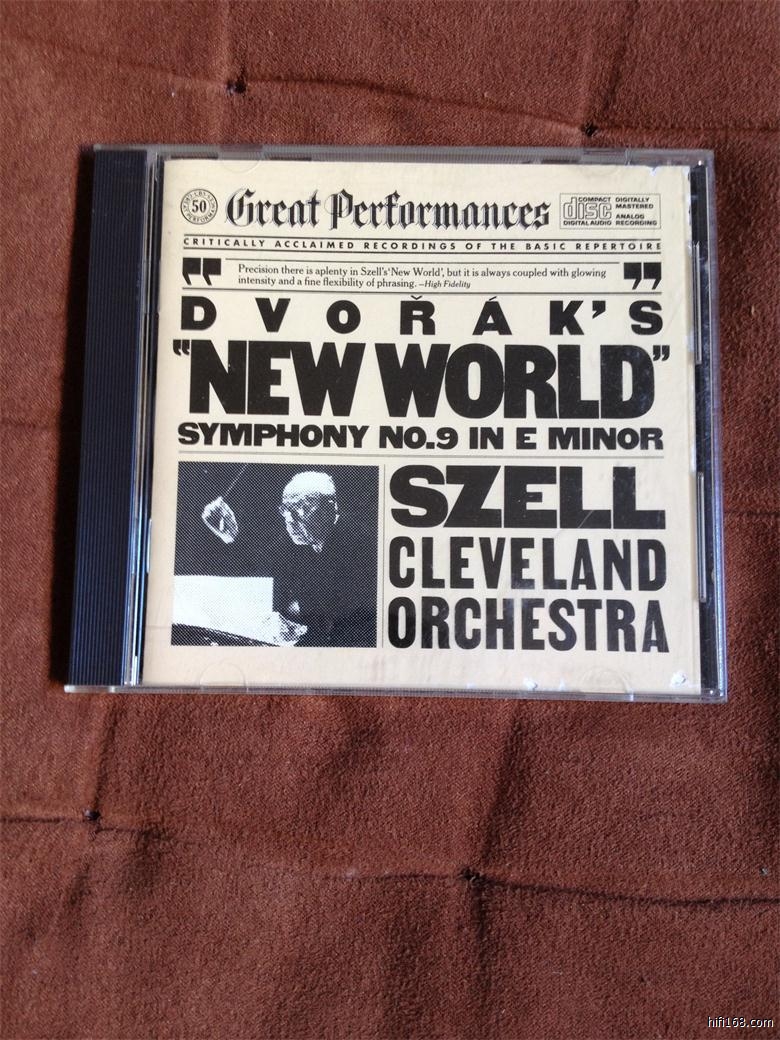 50
Great Performances
COMPACT
disc
DIGITAL AUDIO
DIGITALLY
MASTERED
ANALOG
RECORDING
CRITICALLY ACCLAIMED RECORDINGS OF THE BASIC REPERTOIRE
"Precision there is aplenty in Szell's 'New World', but it is always coupled with glowing
intensity and a fine flexibility of phrasing. —High Fidelity"
DVOŘÁK'S
"NEW WORLD"
SYMPHONY NO.9 IN E MINOR
SZELL
CLEVELAND
ORCHESTRA
hifi168.com